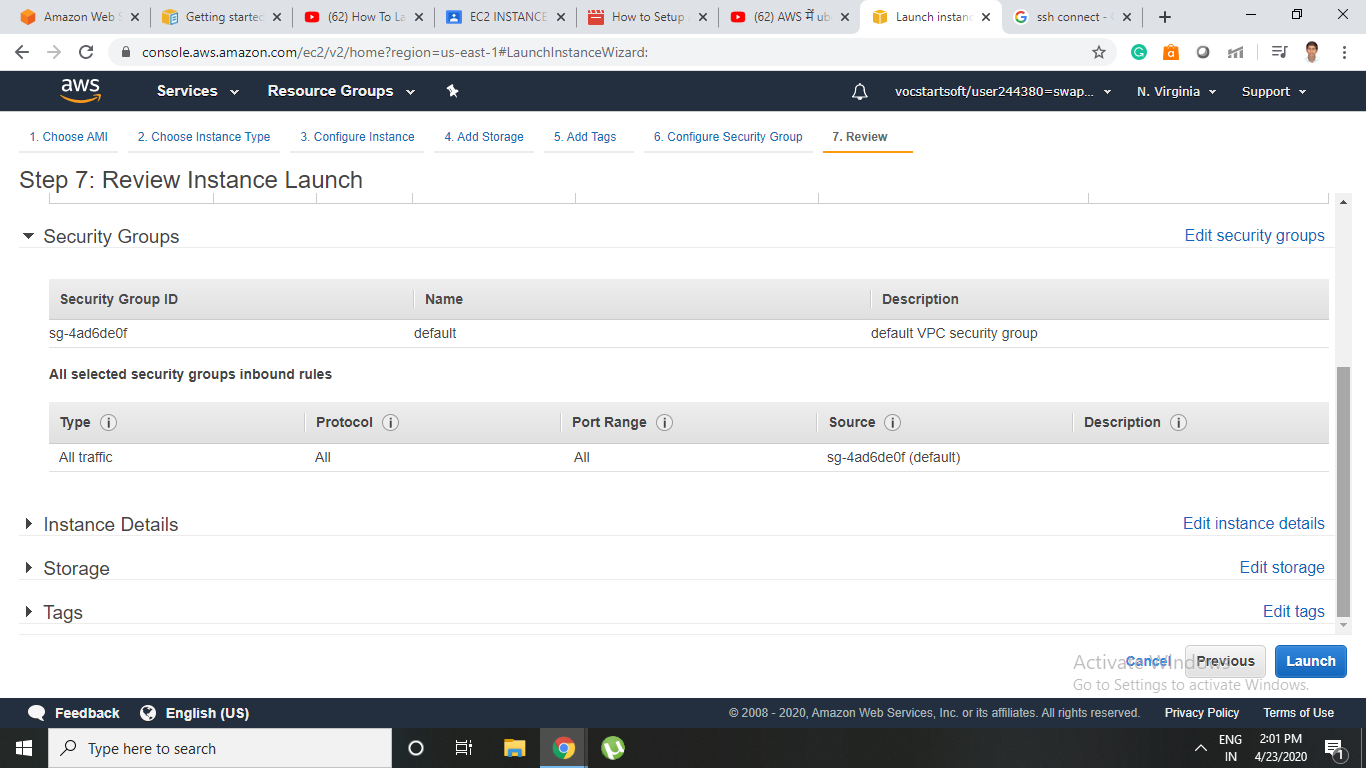 Amazon Web S
Getting started
(62) How To La
EC2 INSTANCE
How to Setup
(62) AWS में ub
Launch instanc
ssh connect -
console.aws.amazon.com/ec2/v2/home?region=us-east-1#LaunchInstanceWizard:
aws
Services
Resource Groups
vocstartsoft/user244380=swap...
N. Virginia
Support
1. Choose AMI
2. Choose Instance Type
3. Configure Instance
4. Add Storage
5. Add Tags
6. Configure Security Group
7. Review
Step 7: Review Instance Launch
Security Groups
Edit security groups
Security Group ID
Name
Description
sg-4ad6de0f
default
default VPC security group
All selected security groups inbound rules
Type
Protocol
Port Range
Source
Description
All traffic
All
All
sg-4ad6de0f (default)
Instance Details
Edit instance details
Storage
Edit storage
Tags
Edit tags
Cancel
Previous
Launch
Activate Windows
Go to Settings to activate Windows.
Feedback
English (US)
© 2008 - 2020, Amazon Web Services, Inc. or its affiliates. All rights reserved.
Privacy Policy
Terms of Use
Type here to search
ENG
IN
2:01 PM
4/23/2020
1